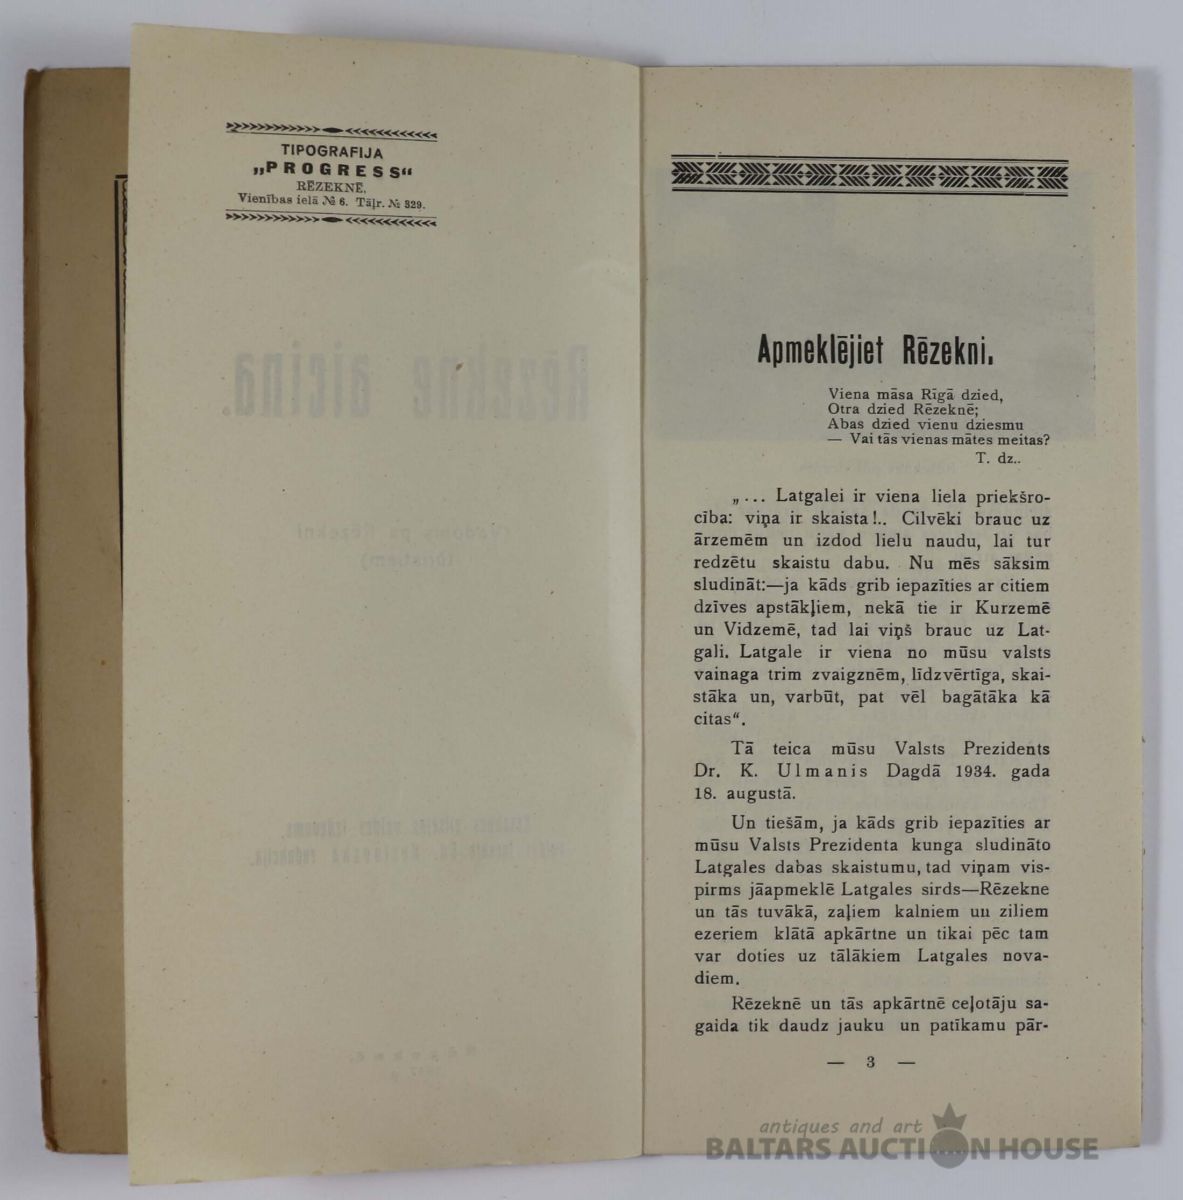 TIPOGRAFIJA
„PROGRESS“
RĒZEKNĒ,
Vienības ielā № 6. Tāļr. № 329.
Rēzekne aicina.
Apmeklējiet Rēzekni.
Viena māsa Rīgā dzied,
Otra dzied Rēzeknē;
Abas dzied vienu dziesmu
— Vai tās vienas mātes meitas?
T. dz..
„... Latgalei ir viena liela priekšro-
cība: viņa ir skaista!.. Cilvēki brauc uz
ārzemēm un izdod lielu naudu, lai tur
redzētu skaistu dabu. Nu mēs sāksim
sludināt:—ja kāds grib iepazīties ar citiem
dzīves apstākļiem, nekā tie ir Kurzemē
un Vidzemē, tad lai viņš brauc uz Lat-
gali. Latgale ir viena no mūsu valsts
vainaga trim zvaigznēm, līdzvērtīga, skai-
stāka un, varbūt, pat vēl bagātāka kā
citas“.
Tā teica mūsu Valsts Prezidents
Dr. K. Ulmanis Dagdā 1934. gada
18. augustā.
Un tiešām, ja kāds grib iepazīties ar
mūsu Valsts Prezidenta kunga sludināto
Latgales dabas skaistumu, tad viņam vis-
pirms jāapmeklē Latgales sirds—Rēzekne
un tās tuvākā, zaļiem kalniem un ziliem
ezeriem klātā apkārtne un tikai pēc tam
var doties uz tālākiem Latgales nova-
diem.
Rēzeknē un tās apkārtnē ceļotāju sa-
gaida tik daudz jauku un patīkamu pār-
— 3 —
antiques and art
BALTARS AUCTION HOUSE